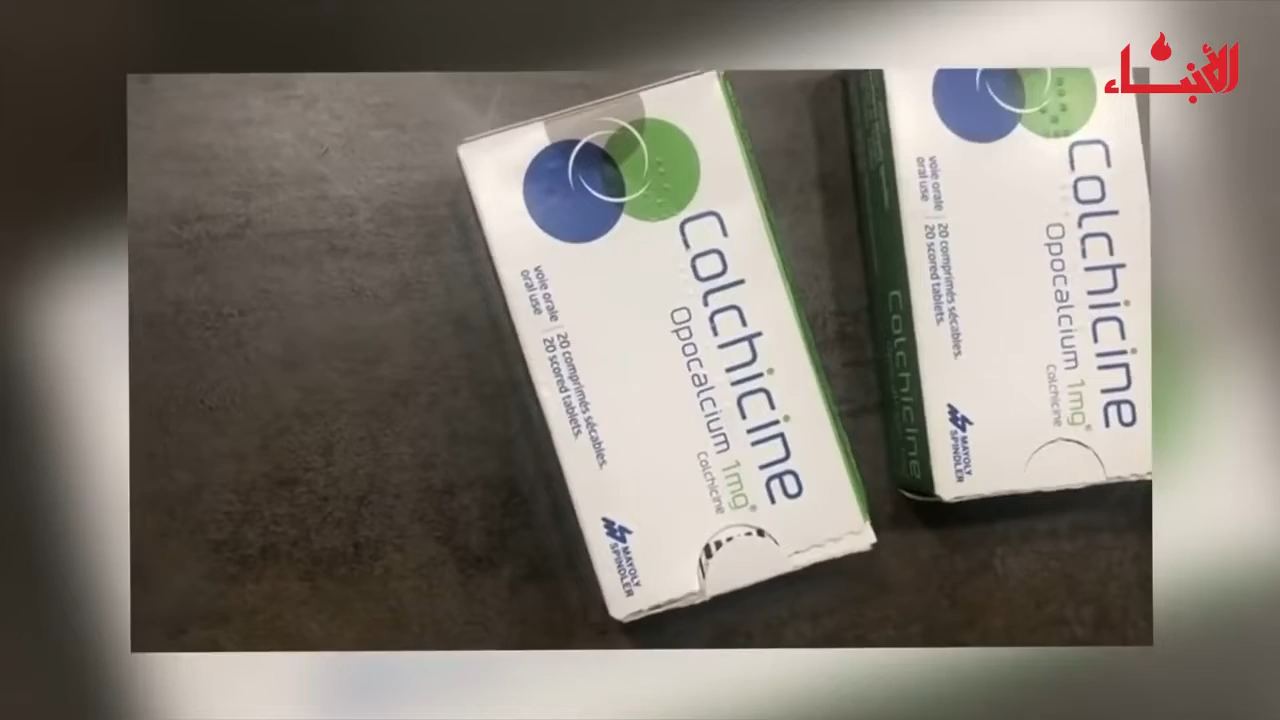 الأنباء
Colchicine
Opocalcium 1mg®
Colchicine
voie orale | 20 comprimés sécables.
oral use | 20 scored tablets.
MAYOLY
SPINDLER
Colchicine
Colchicine
Opocalcium 1mg®
Colchicine
voie orale | 20 comprimés sécables.
oral use | 20 scored tablets.
MAYOLY
SPINDLER